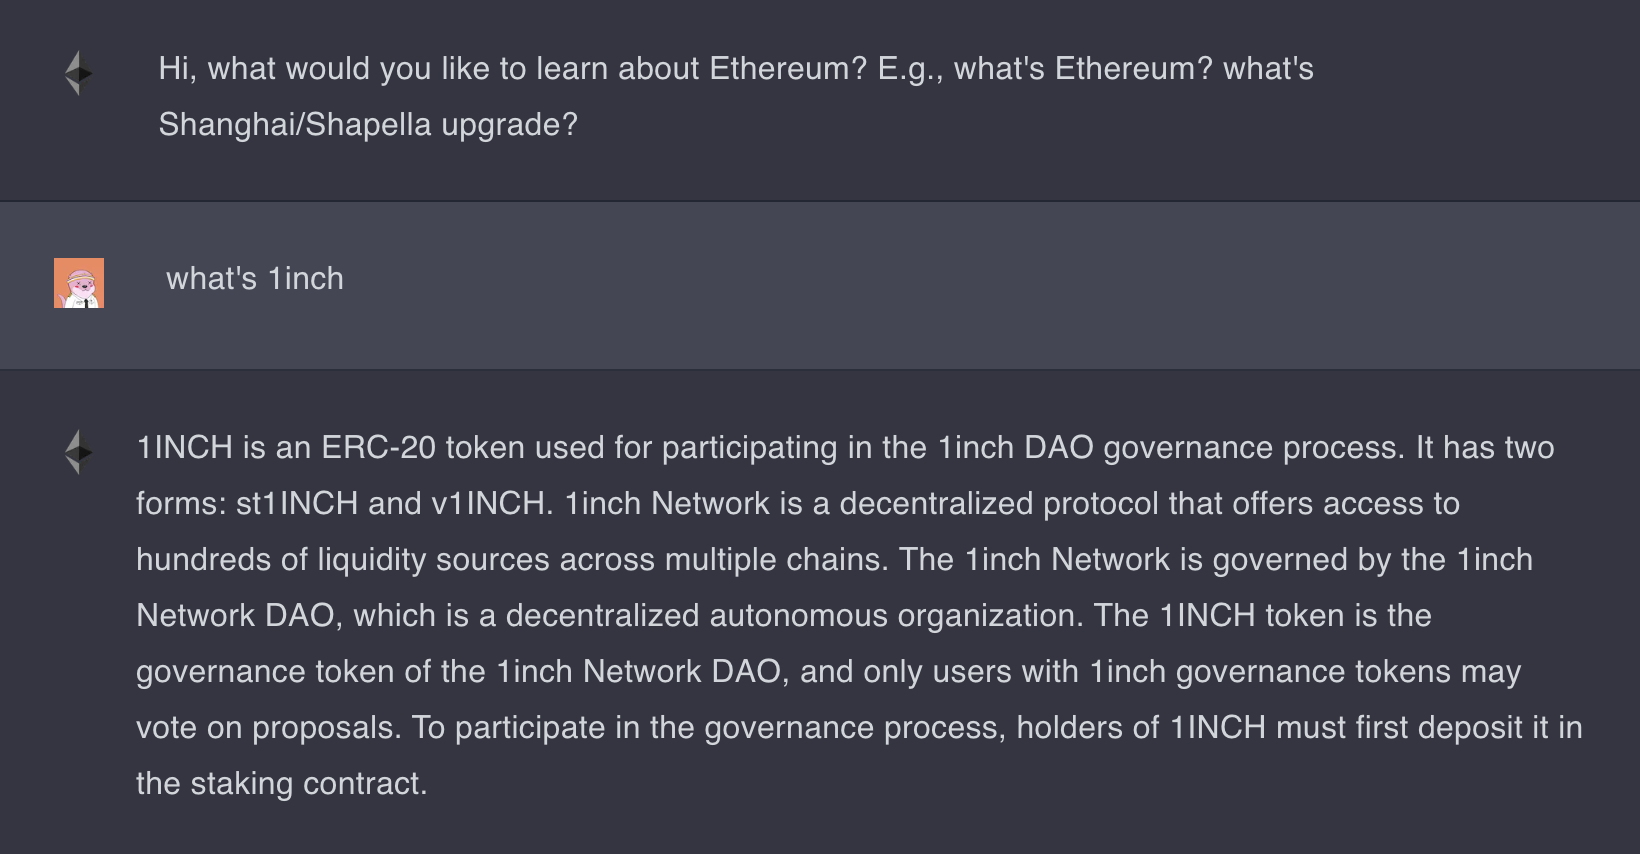 Hi, what would you like to learn about Ethereum? E.g., what's Ethereum? what's
Shanghai/Shapella upgrade?
what's 1inch
1INCH is an ERC-20 token used for participating in the 1inch DAO governance process. It has two
forms: st1INCH and v1INCH. 1inch Network is a decentralized protocol that offers access to
hundreds of liquidity sources across multiple chains. The 1inch Network is governed by the 1inch
Network DAO, which is a decentralized autonomous organization. The 1INCH token is the
governance token of the 1inch Network DAO, and only users with 1inch governance tokens may
vote on proposals. To participate in the governance process, holders of 1INCH must first deposit it in
the staking contract.